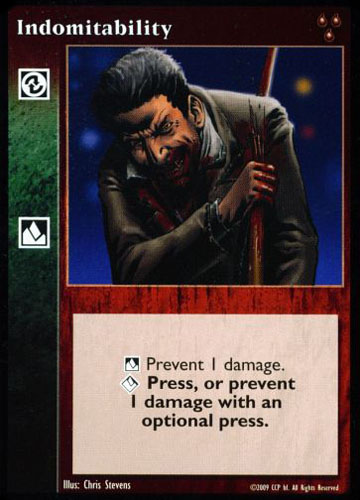 Indomitability
Prevent 1 damage.
Press, or prevent
1 damage with an
optional press.
Illus: Chris Stevens
©2009 CCP hf. All Rights Reserved